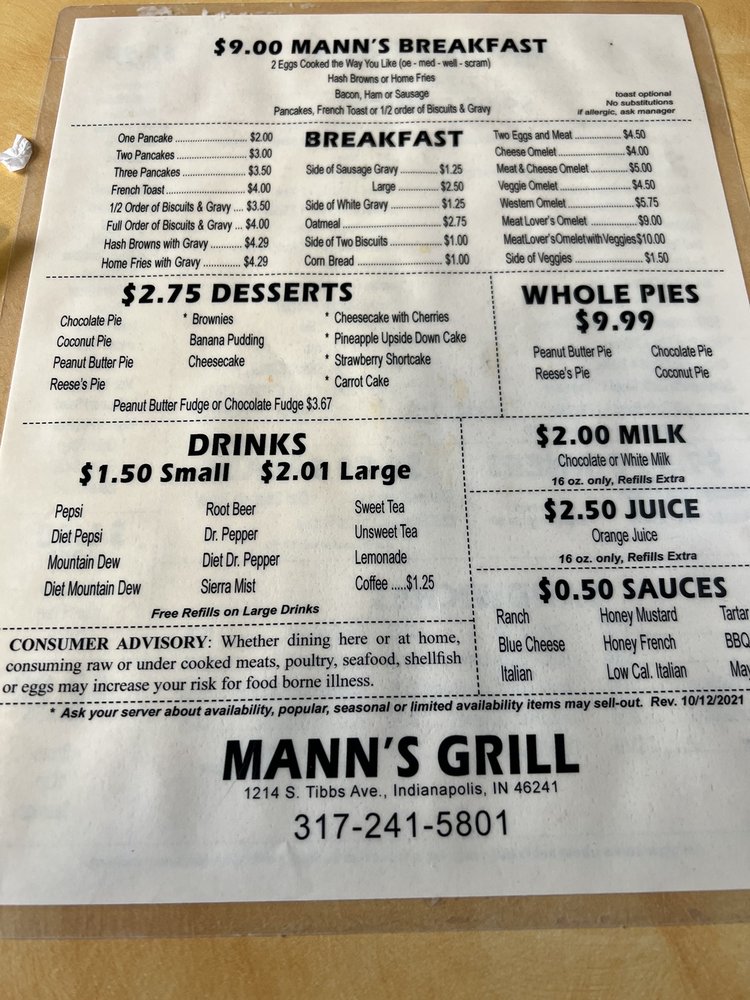 $9.00 MANN'S BREAKFAST
2 Eggs Cooked the Way You Like (oe - med - well - scram)
Hash Browns or Home Fries
Bacon, Ham or Sausage
Pancakes, French Toast or 1/2 order of Biscuits & Gravy
toast optional
No substitutions
if allergic, ask manager
One Pancake ........................ $2.00
Two Pancakes ........................ $3.00
Three Pancakes ..................... $3.50
French Toast ........................... $4.00
1/2 Order of Biscuits & Gravy .... $3.50
Full Order of Biscuits & Gravy ... $4.00
Hash Browns with Gravy ........... $4.29
Home Fries with Gravy ............. $4.29
BREAKFAST
Side of Sausage Gravy .............. $1.25
Large .............. $2.50
Side of White Gravy .................. $1.25
Oatmeal .................................... $2.75
Side of Two Biscuits .................. $1.00
Corn Bread ................................ $1.00
Two Eggs and Meat ................ $4.50
Cheese Omelet ........................ $4.00
Meat & Cheese Omelet ............. $5.00
Veggie Omelet .......................... $4.50
Western Omelet ........................ $5.75
Meat Lover's Omelet ................. $9.00
Meat Lover's Omelet with Veggies $10.00
Side of Veggies ........................ $1.50
$2.75 DESSERTS
Chocolate Pie
Coconut Pie
Peanut Butter Pie
Reese's Pie
* Brownies
Banana Pudding
Cheesecake
* Cheesecake with Cherries
* Pineapple Upside Down Cake
* Strawberry Shortcake
* Carrot Cake
Peanut Butter Fudge or Chocolate Fudge $3.67
WHOLE PIES
$9.99
Peanut Butter Pie
Reese's Pie
Chocolate Pie
Coconut Pie
DRINKS
$1.50 Small $2.01 Large
Pepsi
Diet Pepsi
Mountain Dew
Diet Mountain Dew
Root Beer
Dr. Pepper
Diet Dr. Pepper
Sierra Mist
Sweet Tea
Unsweet Tea
Lemonade
Coffee .....$1.25
Free Refills on Large Drinks
$2.00 MILK
Chocolate or White Milk
16 oz. only, Refills Extra
$2.50 JUICE
Orange Juice
16 oz. only, Refills Extra
$0.50 SAUCES
Ranch
Blue Cheese
Italian
Honey Mustard
Honey French
Low Cal. Italian
Tartar
BBQ
May
CONSUMER ADVISORY: Whether dining here or at home,
consuming raw or under cooked meats, poultry, seafood, shellfish
or eggs may increase your risk for food borne illness.
* Ask your server about availability, popular, seasonal or limited availability items may sell-out. Rev. 10/12/2021
MANN'S GRILL
1214 S. Tibbs Ave., Indianapolis, IN 46241
317-241-5801